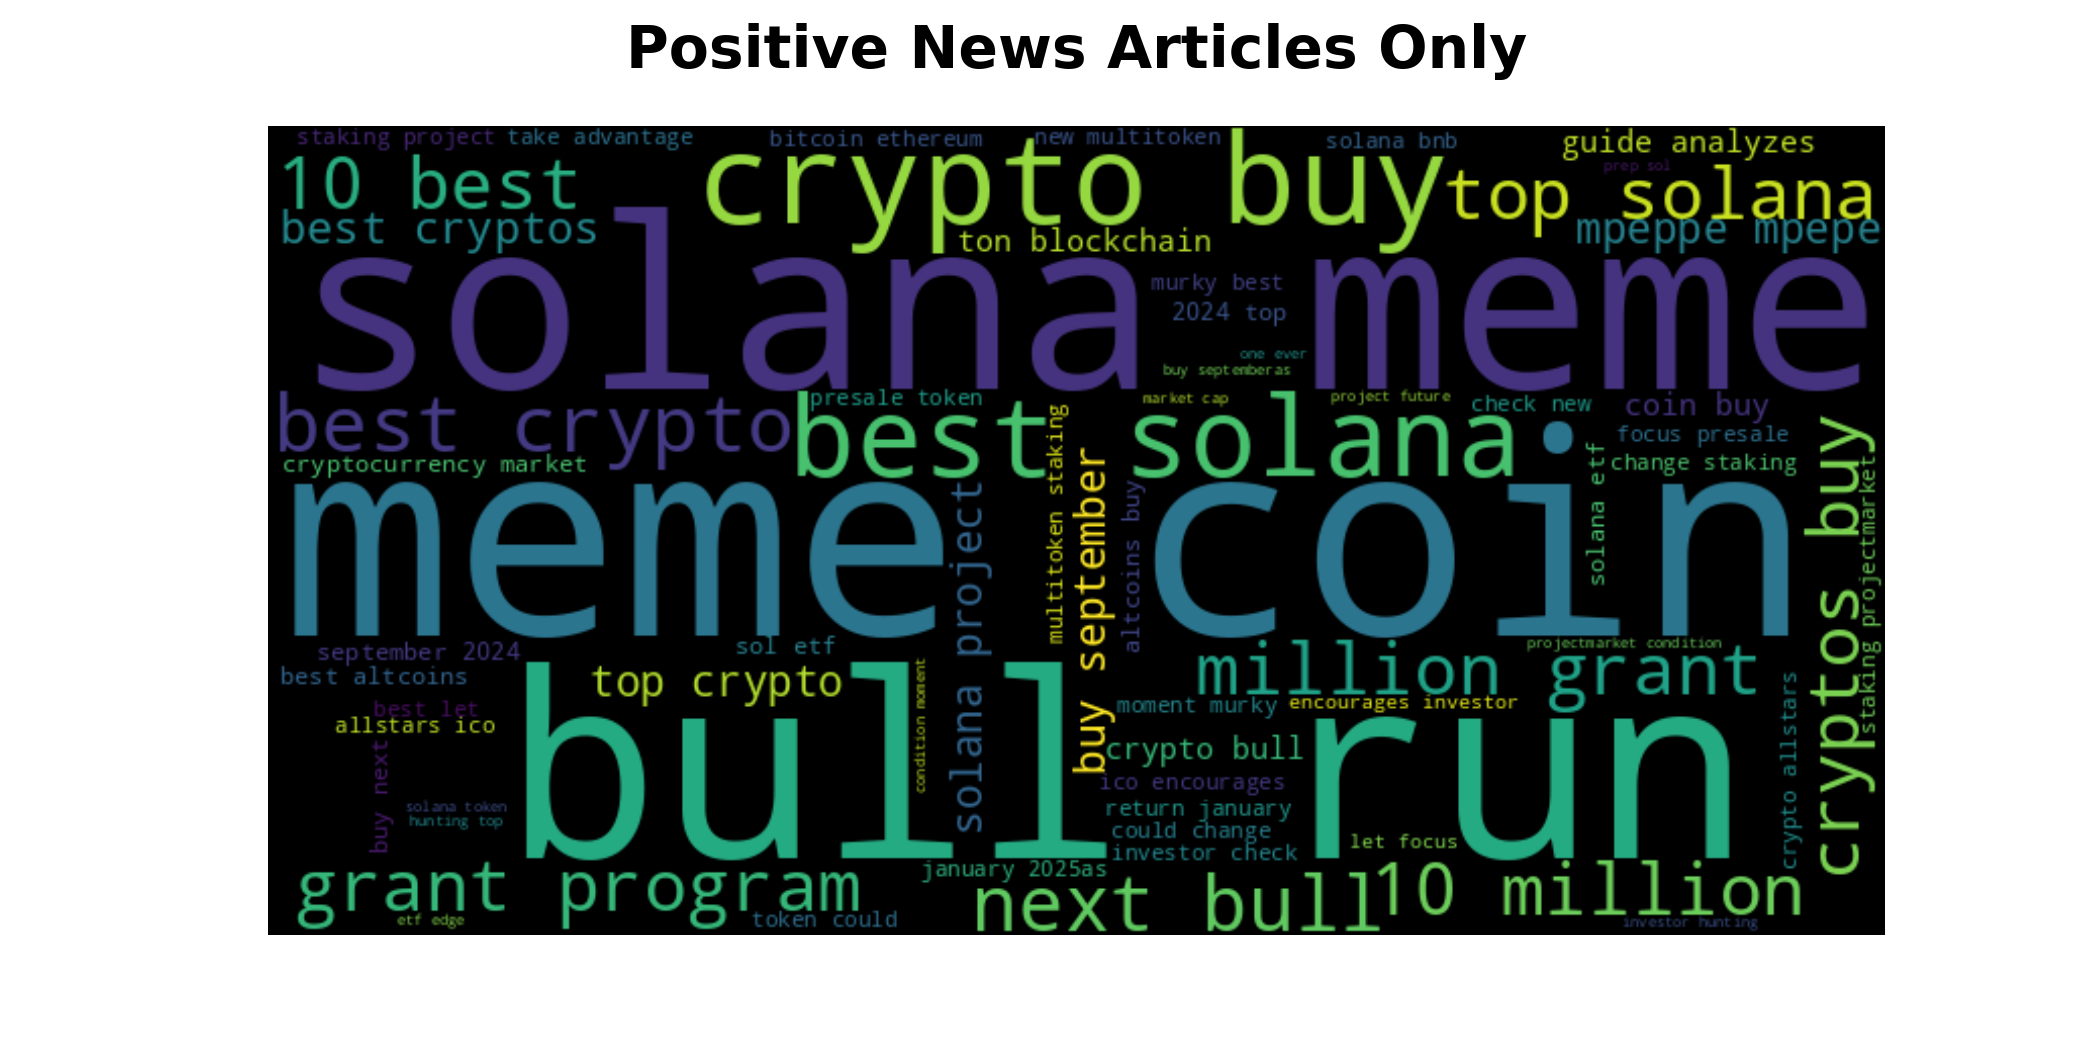 Positive News Articles Only
staking project
take advantage
bitcoin ethereum
new multitoken
solana bnb
guide analyzes
prep sol
10 best
crypto buy
top solana
best cryptos
mpeppe mpepe
ton blockchain
solana meme
murky best
2024 top
one ever
buy septemberas
best crypto
presale token
best solana
market cap
project future
check new
coin buy
focus presale
cryptocurrency market
change staking
meme coin
solana project
multitoken staking
buy september
altcoins buy
solana etf
cryptos buy
staking projectmarket
september 2024
sol etf
projectmarket condition
best altcoins
top crypto
million grant
best let
allstars ico
condition moment
moment murky
encourages investor
bull run
crypto bull
buy next
ico encourages
crypto allstars
solana token
return january
hunting top
could change
let focus
investor check
january 2025as
grant program
next bull
10 million
etf edge
token could
investor hunting